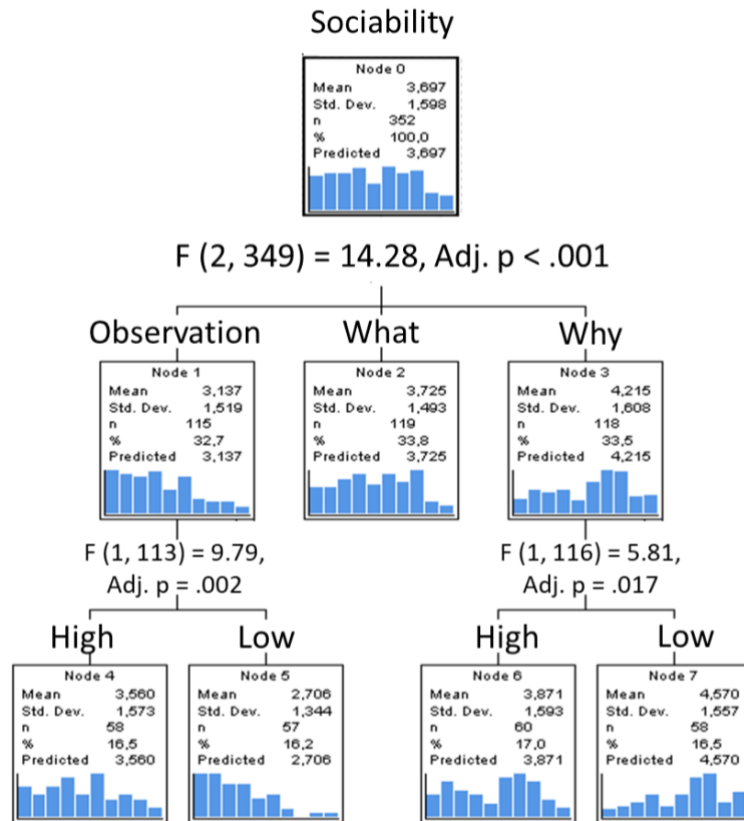 Sociability
Node 0
Mean 3,697
Std. Dev. 1,598
n 352
% 100,0
Predicted 3,697
F (2, 349) = 14.28, Adj. p < .001
Observation What Why
Node 1
Mean 3,137
Std. Dev. 1,519
n 115
% 32,7
Predicted 3,137
Node 2
Mean 3,725
Std. Dev. 1,493
n 119
% 33,8
Predicted 3,725
Node 3
Mean 4,215
Std. Dev. 1,608
n 118
% 33,5
Predicted 4,215
F (1, 113) = 9.79,
Adj. p = .002
F (1, 116) = 5.81,
Adj. p = .017
High Low High Low
Node 4
Mean 3,560
Std. Dev. 1,573
n 58
% 16,5
Predicted 3,560
Node 5
Mean 2,706
Std. Dev. 1,344
n 57
% 16,2
Predicted 2,706
Node 6
Mean 3,871
Std. Dev. 1,593
n 60
% 17,0
Predicted 3,871
Node 7
Mean 4,570
Std. Dev. 1,557
n 58
% 16,5
Predicted 4,570